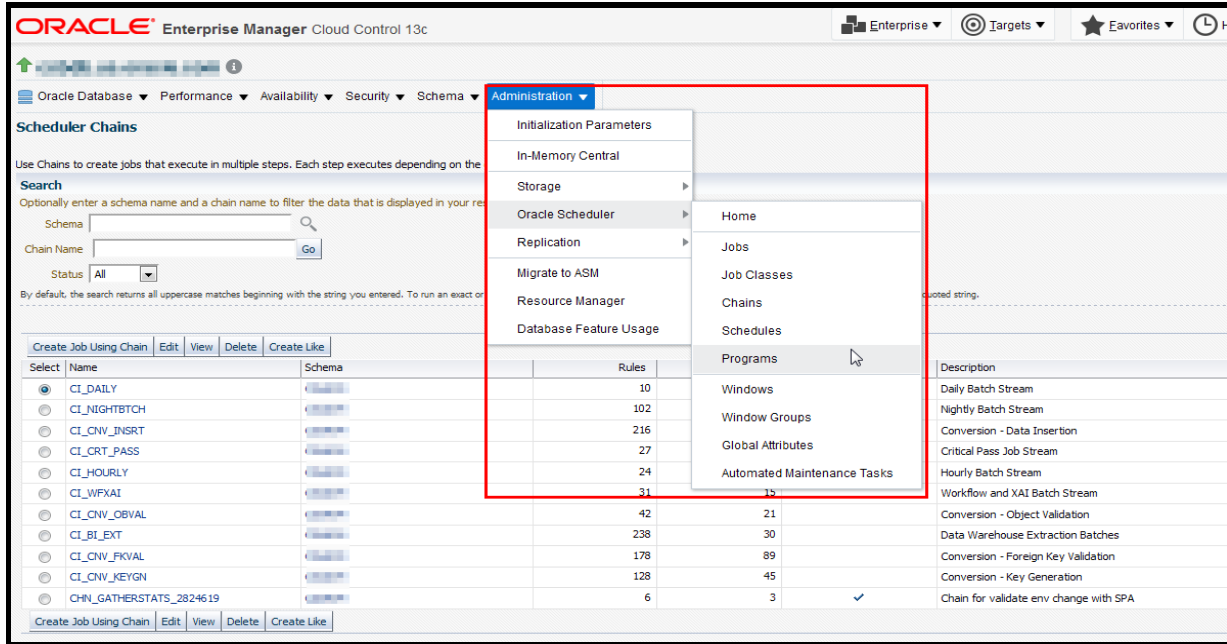 ORACLE Enterprise Manager Cloud Control 13c
Enterprise Targets Favorites H
Oracle Database Performance Availability Security Schema Administration
Scheduler Chains
Use Chains to create jobs that execute in multiple steps. Each step executes depending on the
Search
Optionally enter a schema name and a chain name to filter the data that is displayed in your
Schema
Chain Name Go
Status All
By default, the search returns all uppercase matches beginning with the string you entered. To run an exact or
quoted string.
Initialization Parameters
In-Memory Central
Storage
Oracle Scheduler
Replication
Migrate to ASM
Resource Manager
Database Feature Usage
Home
Jobs
Job Classes
Chains
Schedules
Programs
Windows
Window Groups
Global Attributes
Automated Maintenance Tasks
Create Job Using Chain Edit View Delete Create Like
Select Name Schema Rules Description
CI_DAILY 10 Daily Batch Stream
CI_NIGHTBTCH 102 Nightly Batch Stream
CI_CNV_INSRT 216 Conversion - Data Insertion
CI_CRT_PASS 27 Critical Pass Job Stream
CI_HOURLY 24 Hourly Batch Stream
CI_WFXAI 31 15 Workflow and XAI Batch Stream
CI_CNV_OBVAL 42 21 Conversion - Object Validation
CI_BI_EXT 238 30 Data Warehouse Extraction Batches
CI_CNV_FKVAL 178 89 Conversion - Foreign Key Validation
CI_CNV_KEYGN 128 45 Conversion - Key Generation
CHN_GATHERSTATS_2824619 6 3 Chain for validate env change with SPA
Create Job Using Chain Edit View Delete Create Like